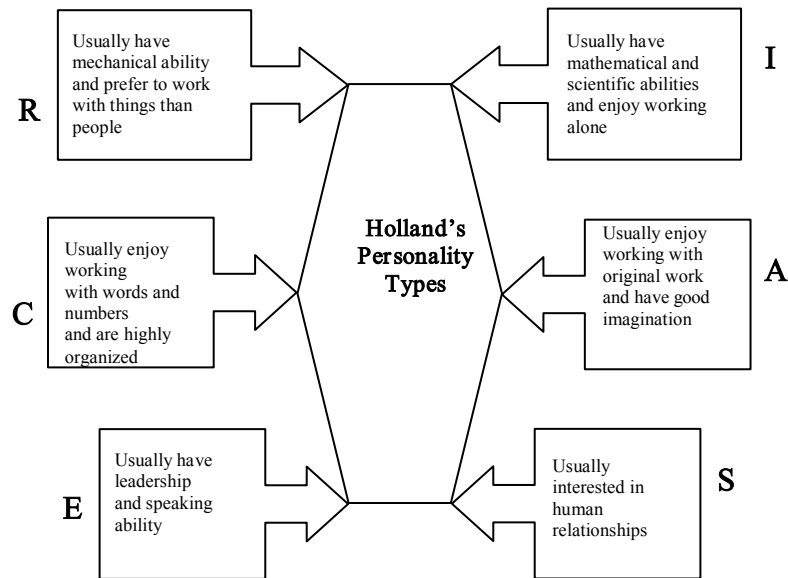 R
Usually have
mechanical ability
and prefer to work
with things than
people
Usually have
mathematical and
scientific abilities
and enjoy working
alone
I
Holland's
Personality
Types
C
Usually enjoy
working
with words and
numbers
and are highly
organized
Usually enjoy
working with
original work
and have good
imagination
A
E
Usually have
leadership
and speaking
ability
Usually
interested in
human
relationships
S